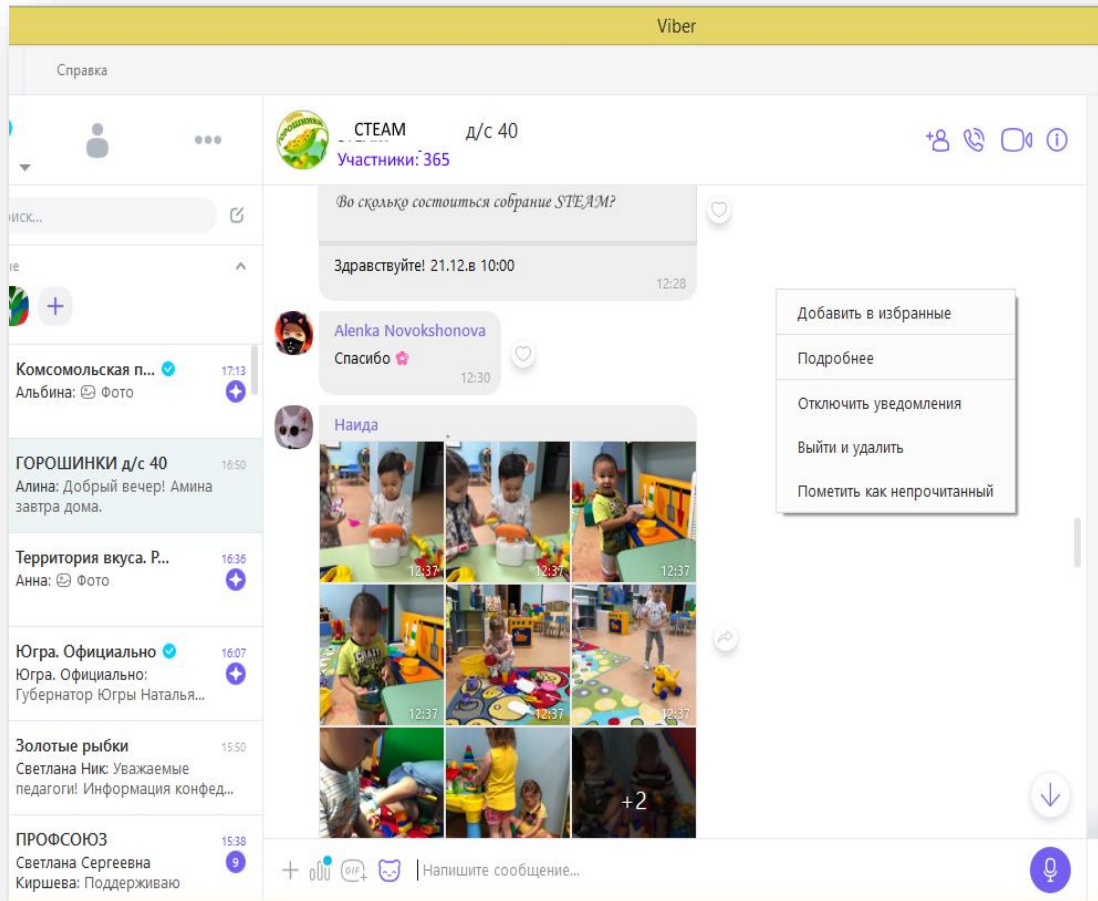 Viber
Справка
иск...
ые
Комсомольская п...
17:13
Альбина: Фото
ГОРОШИНКИ д/с 40
16:50
Алина: Добрый вечер! Амина
завтра дома.
Территория вкуса. Р...
16:36
Анна: Фото
Югра. Официально
16:07
Югра. Официально:
Губернатор Югры Наталья...
Золотые рыбки
15:50
Светлана Ник: Уважаемые
педагоги! Информация конфед...
ПРОФСОЮЗ
15:38
Светлана Сергеевна
9
Киршева: Поддерживаю
ГОРОШИНКИ
СТЕАМ д/с 40
Участники: 365
Во сколько состоиться собрание STEAM?
Здравствуйте! 21.12.в 10:00
12:28
Alenka Novokshonova
Спасибо 🌸
12:30
Наида
12:37
12:37
12:37
12:37
12:37
12:37
+2
Добавить в избранные
Подробнее
Отключить уведомления
Выйти и удалить
Пометить как непрочитанный
GIF
Напишите сообщение...